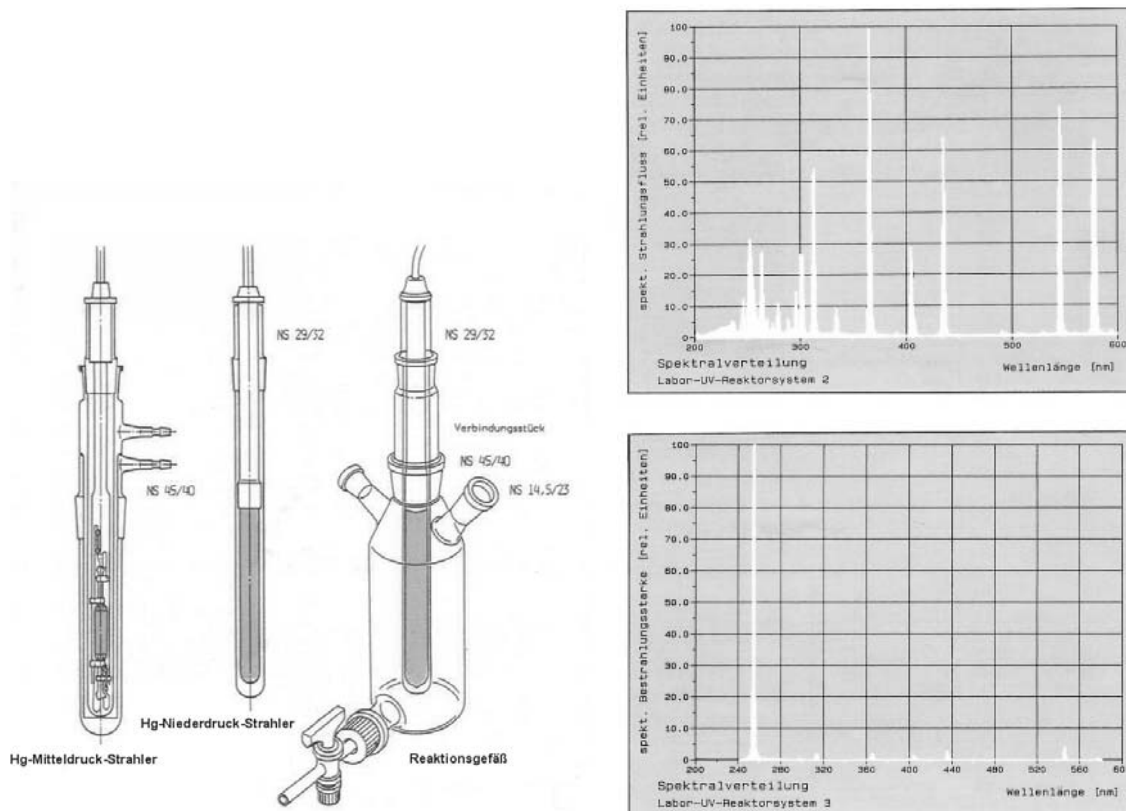 NS 29/32
NS 29/32
Verbindungsstück
NS 45/40
NS 45/40
NS 14,5/23
Hg-Niederdruck-Strahler
Hg-Mitteldruck-Strahler
Reaktionsgefäß
spekt. Strahlungsfluss [rel. Einheiten]
100
90.0
80.0
70.0
60.0
50.0
40.0
30.0
20.0
10.0
0
200 300 400 500 600
Spektralverteilung
Wellenlänge [nm]
Labor-UV-Reaktorsystem 2
spekt. Bestrahlungsstärke [rel. Einheiten]
100
90.0
80.0
70.0
60.0
50.0
40.0
30.0
20.0
10.0
0
200 240 280 320 360 400 440 480 520 560 60
Spektralverteilung
Wellenlänge [nm]
Labor-UV-Reaktorsystem 3